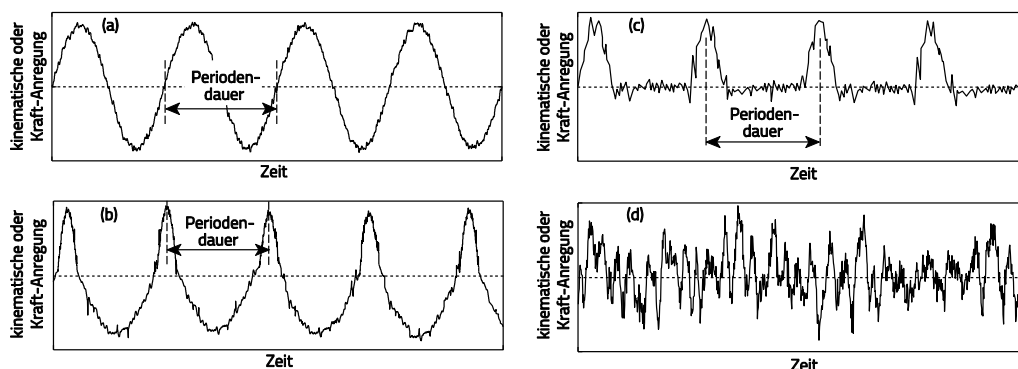 kinematische oder
Kraft-Anregung
(a)
Perioden-
dauer
Zeit
kinematische oder
Kraft-Anregung
(b)
Perioden-
dauer
Zeit
kinematische oder
Kraft-Anregung
(c)
Perioden-
dauer
Zeit
kinematische oder
Kraft-Anregung
(d)
Zeit